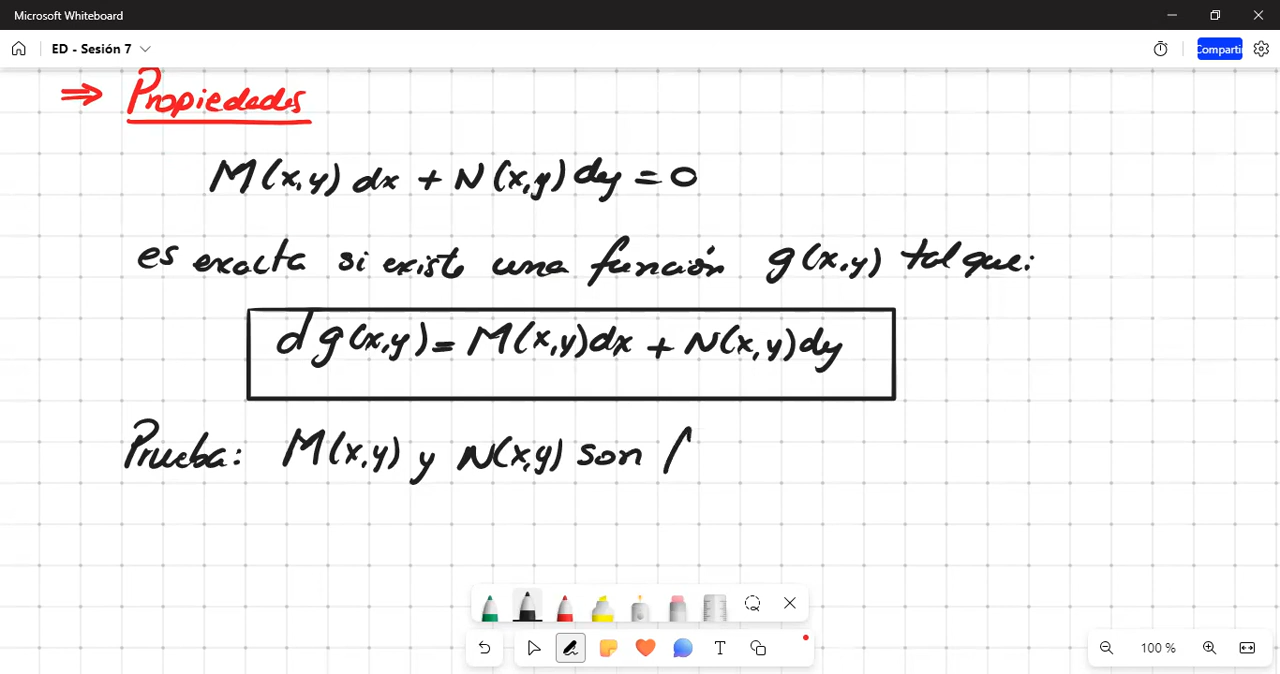 Microsoft Whiteboard
ED - Sesión 7
Compartir
⇒ Propiedades
M(x,y) dx + N(x,y) dy = 0
es exacta si existe una función g(x,y) tal que:
d g(x,y) = M(x,y)dx + N(x,y)dy
Prueba: M(x,y) y N(x,y) son f
100 %